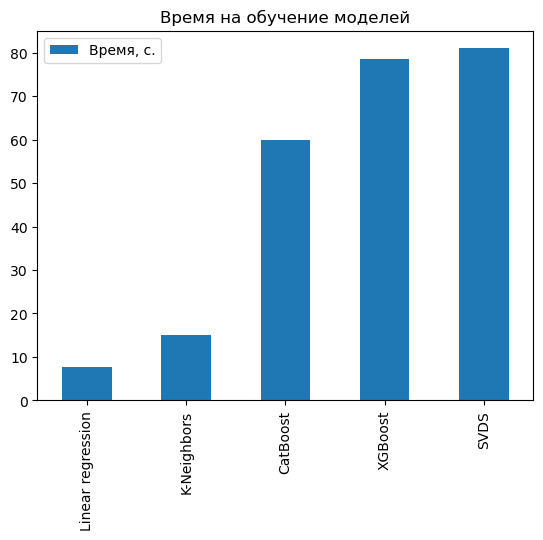 Время на обучение моделей
Время, с.
80
70
60
50
40
30
20
10
0
Linear regression
K-Neighbors
CatBoost
XGBoost
SVDS